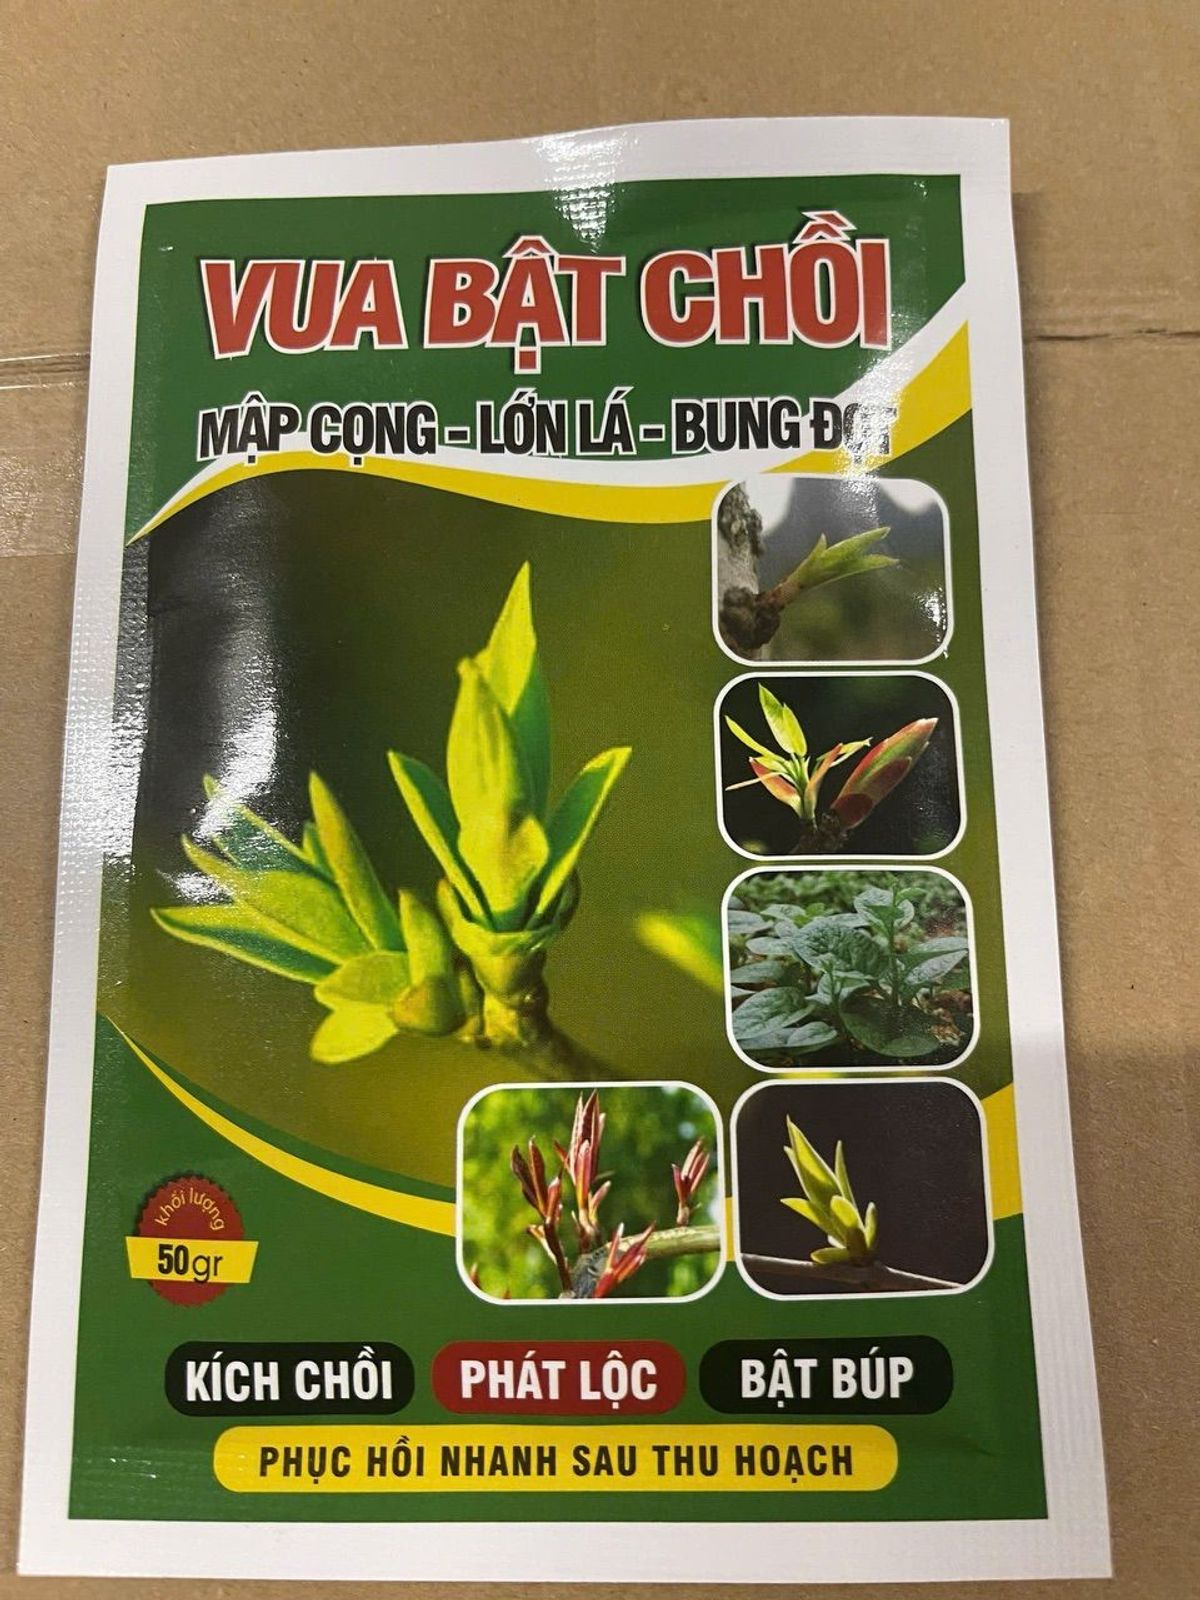 VUA BẬT CHỒI
MẬP CỌNG - LỚN LÁ - BUNG ĐỌT
khối lượng
50gr
KÍCH CHỒI
PHÁT LỘC
BẬT BÚP
PHỤC HỒI NHANH SAU THU HOẠCH